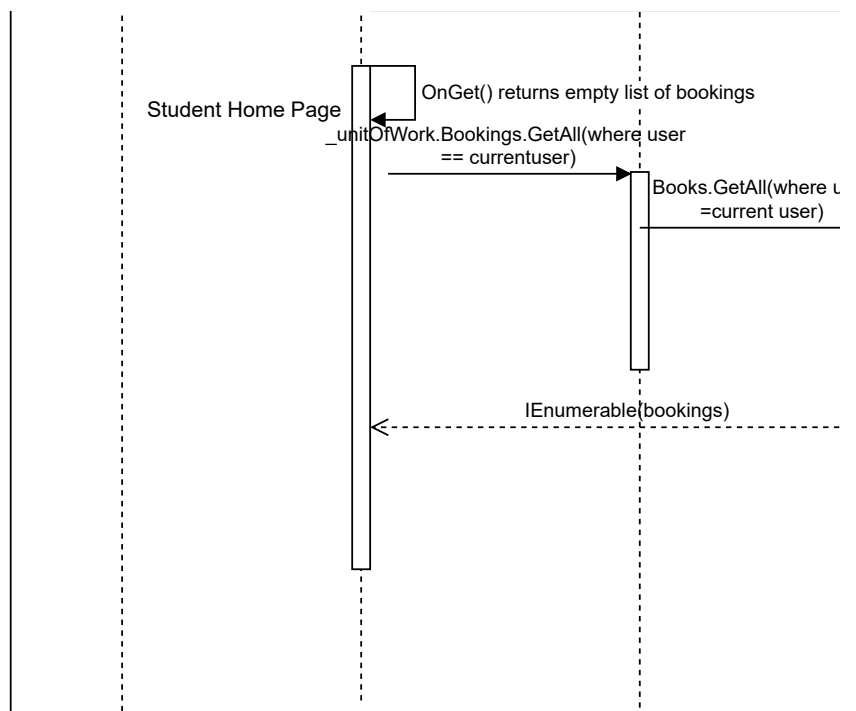 OnGet() returns empty list of bookings
Student Home Page
_unitOfWork.Bookings.GetAll(where user
== currentuser)
Books.GetAll(where u
=current user)
IEnumerable(bookings)